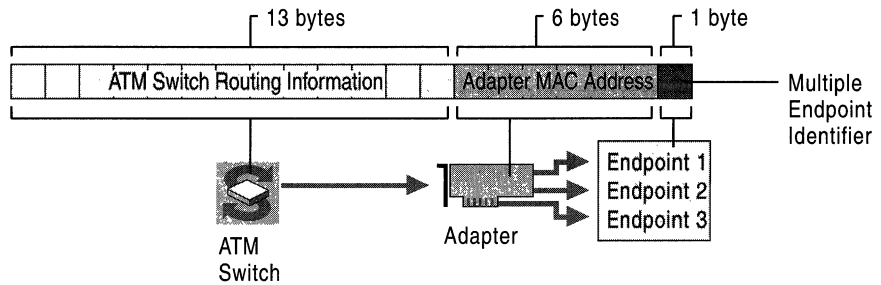 13 bytes
6 bytes
1 byte
ATM Switch Routing Information
Adapter MAC Address
Multiple
Endpoint
Identifier
Endpoint 1
Endpoint 2
Endpoint 3
Adapter
ATM
Switch